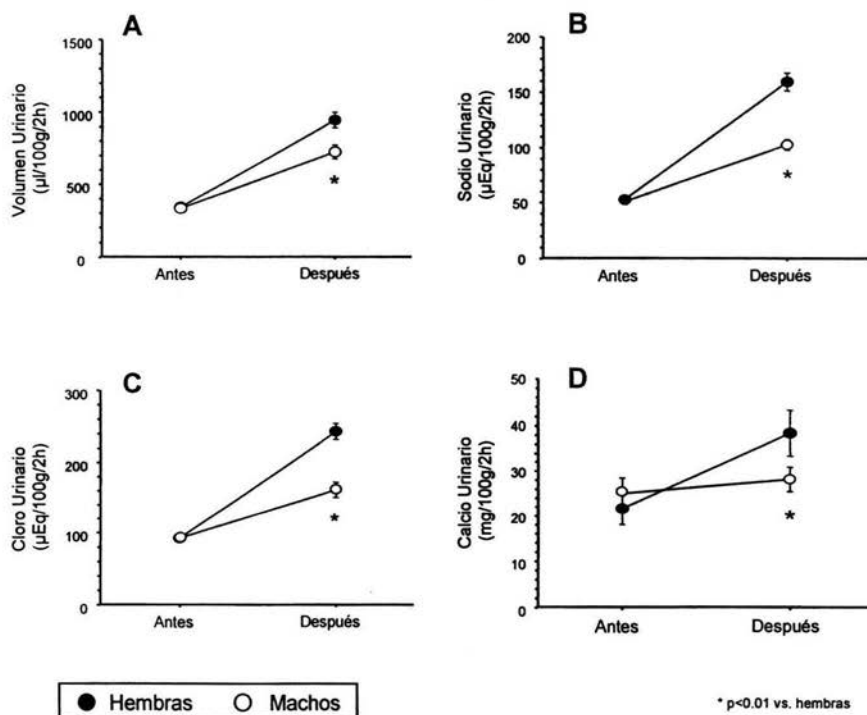 A
Volumen Urinario
(µl/100g/2h)
1500
1000
500
0
Antes
Después
*
B
Sodio Urinario
(µEq/100g/2h)
200
150
100
50
0
Antes
Después
*
C
Cloro Urinario
(µEq/100g/2h)
300
200
100
0
Antes
Después
*
D
Calcio Urinario
(mg/100g/2h)
50
40
30
20
10
0
Antes
Después
*
Hembras
Machos
* p<0.01 vs. hembras